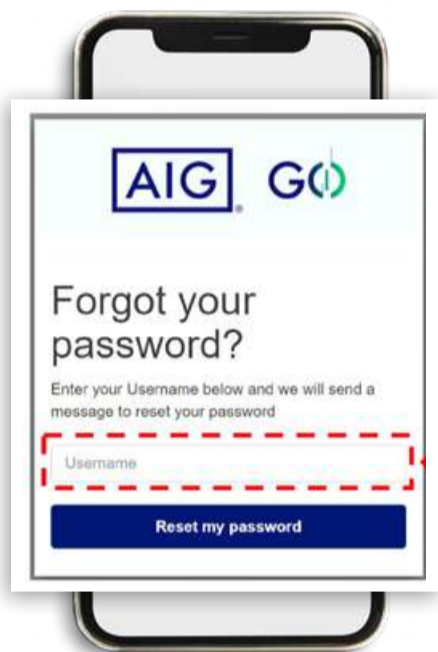 AIG® GO
Forgot your
password?
Enter your Username below and we will send a
message to reset your password
Username
Reset my password